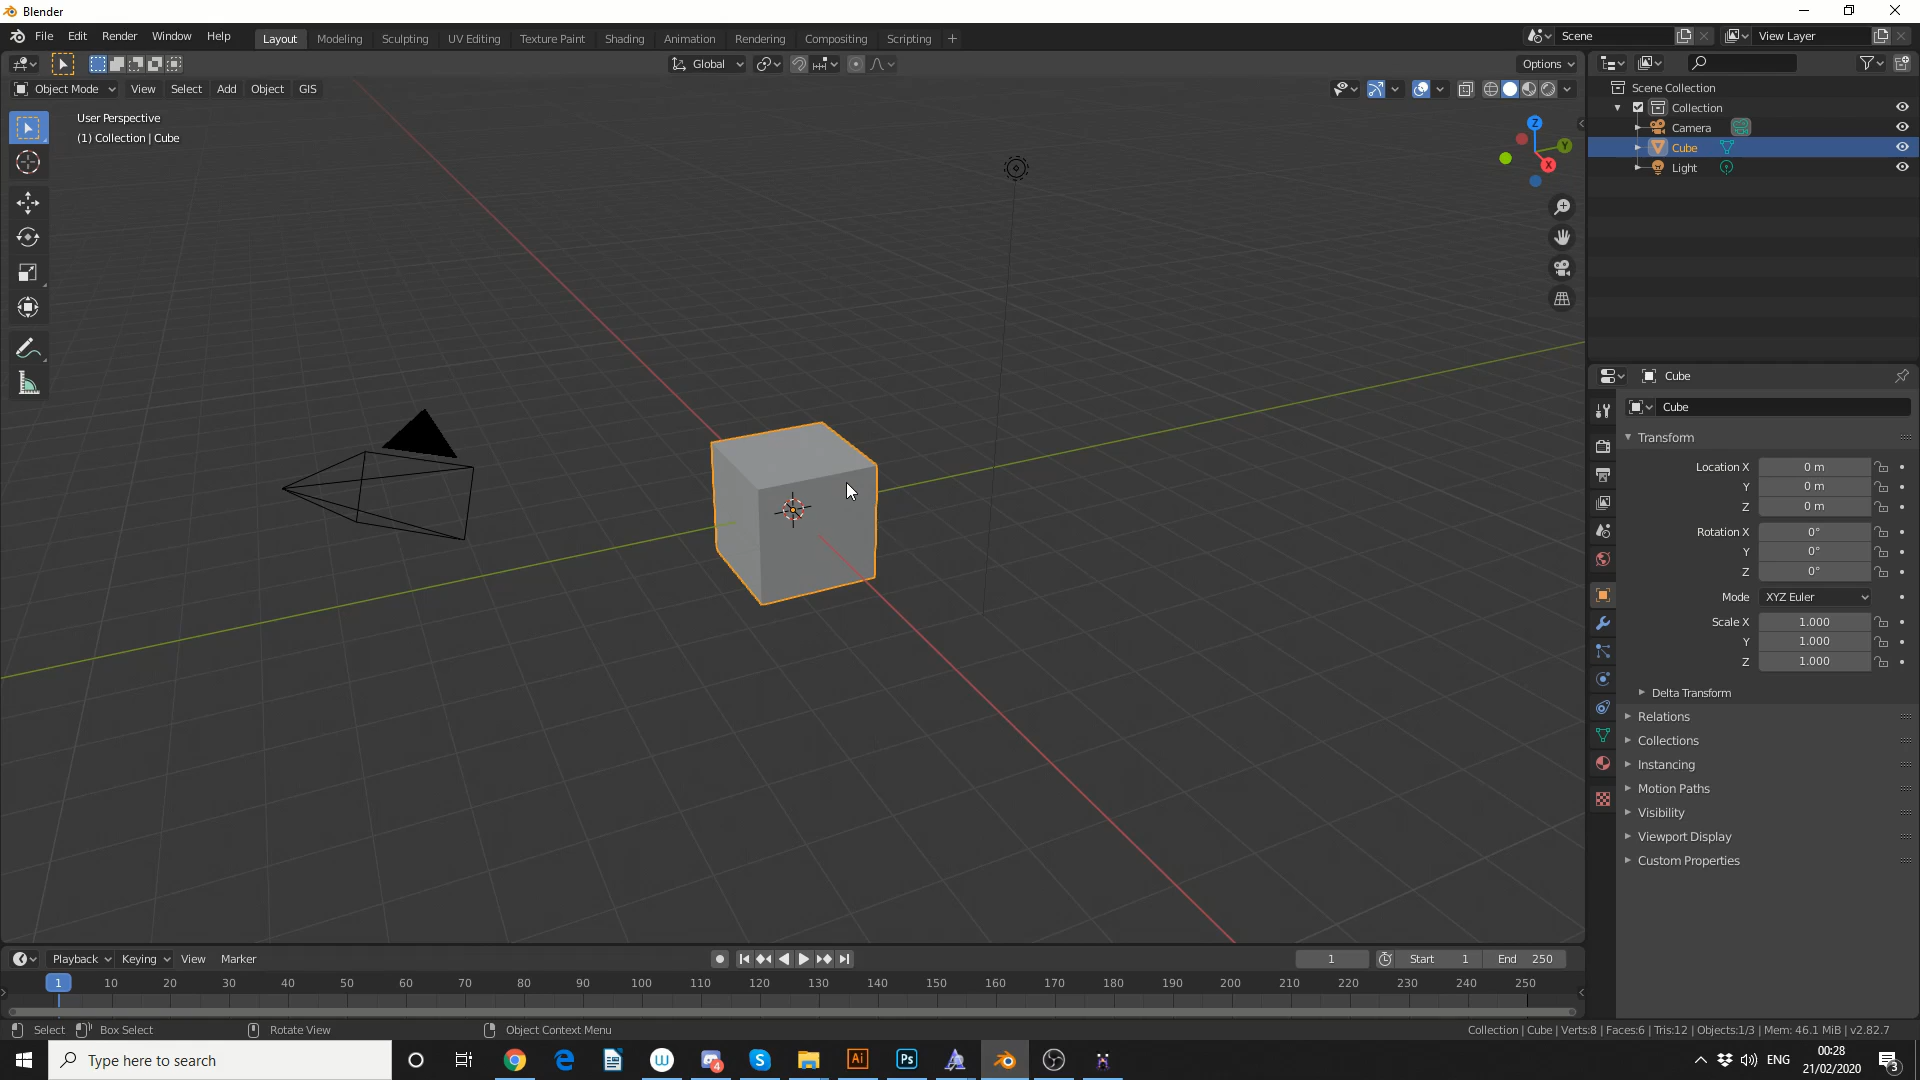 Blender
File Edit Render Window Help
Layout Modeling Sculpting UV Editing Texture Paint Shading Animation Rendering Compositing Scripting +
Scene
View Layer
Global
Options
Object Mode View Select Add Object GIS
User Perspective
(1) Collection | Cube
Z
Y
X
Scene Collection
Collection
Camera
Cube
Light
Cube
Cube
Transform
Location X 0 m
Y 0 m
Z 0 m
Rotation X 0°
Y 0°
Z 0°
Mode XYZ Euler
Scale X 1.000
Y 1.000
Z 1.000
Delta Transform
Relations
Collections
Instancing
Motion Paths
Visibility
Viewport Display
Custom Properties
Playback Keying View Marker
1 Start 1 End 250
1 10 20 30 40 50 60 70 80 90 100 110 120 130 140 150 160 170 180 190 200 210 220 230 240 250
Select Box Select Rotate View Object Context Menu
Collection | Cube | Verts:8 | Faces:6 | Tris:12 | Objects:1/3 | Mem: 46.1 MiB | v2.82.7
Type here to search
W
4
S
Ai
Ps
ENG
00:28
21/02/2020
3